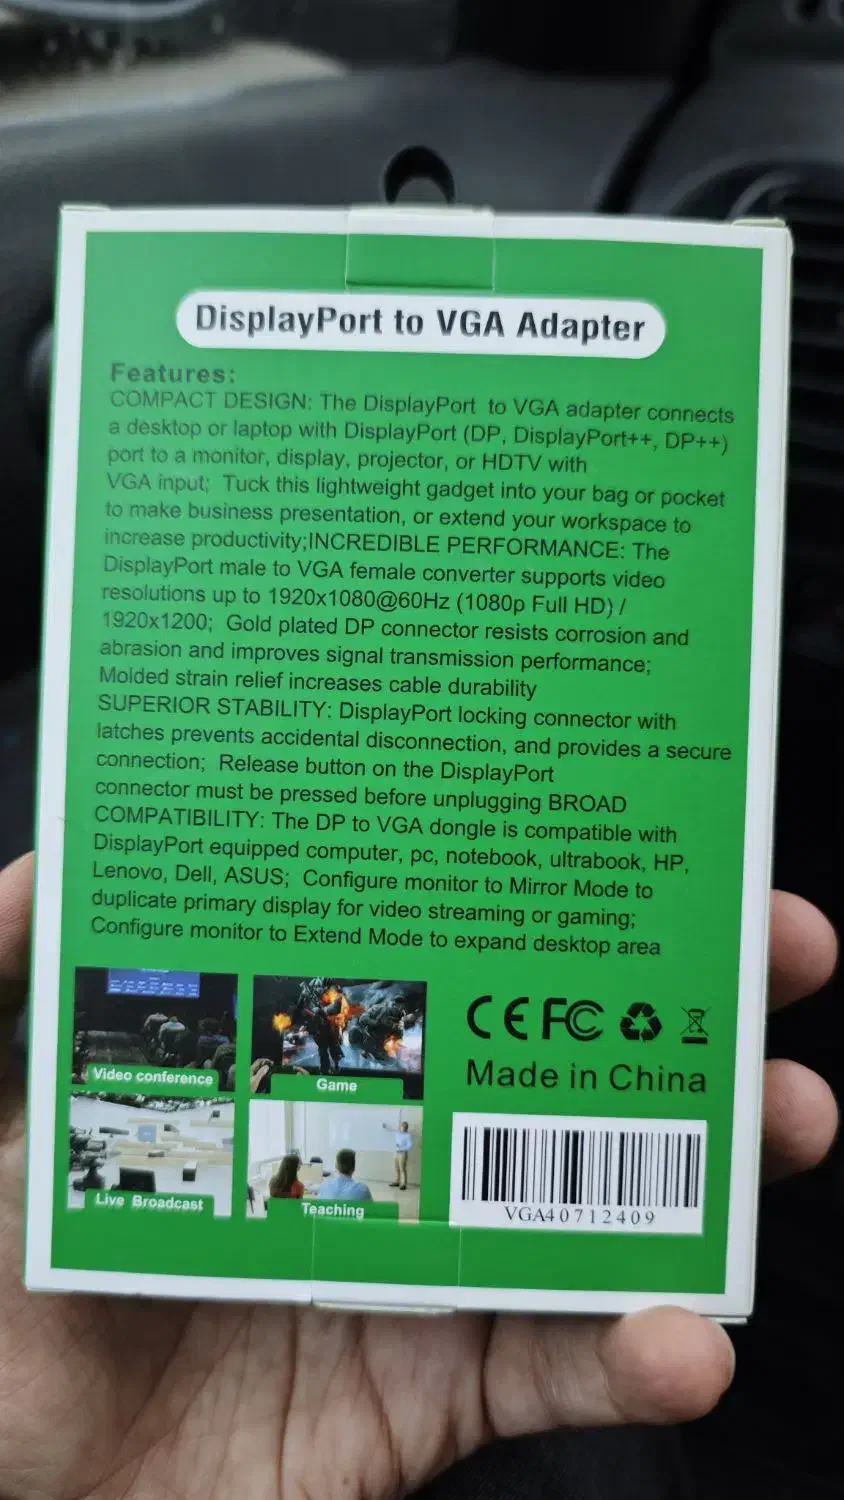 DisplayPort to VGA Adapter
Features:
COMPACT DESIGN: The DisplayPort to VGA adapter connects
a desktop or laptop with DisplayPort (DP, DisplayPort++, DP++)
port to a monitor, display, projector, or HDTV with
VGA input; Tuck this lightweight gadget into your bag or pocket
to make business presentation, or extend your workspace to
increase productivity;INCREDIBLE PERFORMANCE: The
DisplayPort male to VGA female converter supports video
resolutions up to 1920x1080@60Hz (1080p Full HD) /
1920x1200; Gold plated DP connector resists corrosion and
abrasion and improves signal transmission performance;
Molded strain relief increases cable durability
SUPERIOR STABILITY: DisplayPort locking connector with
latches prevents accidental disconnection, and provides a secure
connection; Release button on the DisplayPort
connector must be pressed before unplugging BROAD
COMPATIBILITY: The DP to VGA dongle is compatible with
DisplayPort equipped computer, pc, notebook, ultrabook, HP,
Lenovo, Dell, ASUS; Configure monitor to Mirror Mode to
duplicate primary display for video streaming or gaming;
Configure monitor to Extend Mode to expand desktop area
Video conference
Game
Live Broadcast
Teaching
CE FC
Made in China
VGA40712409